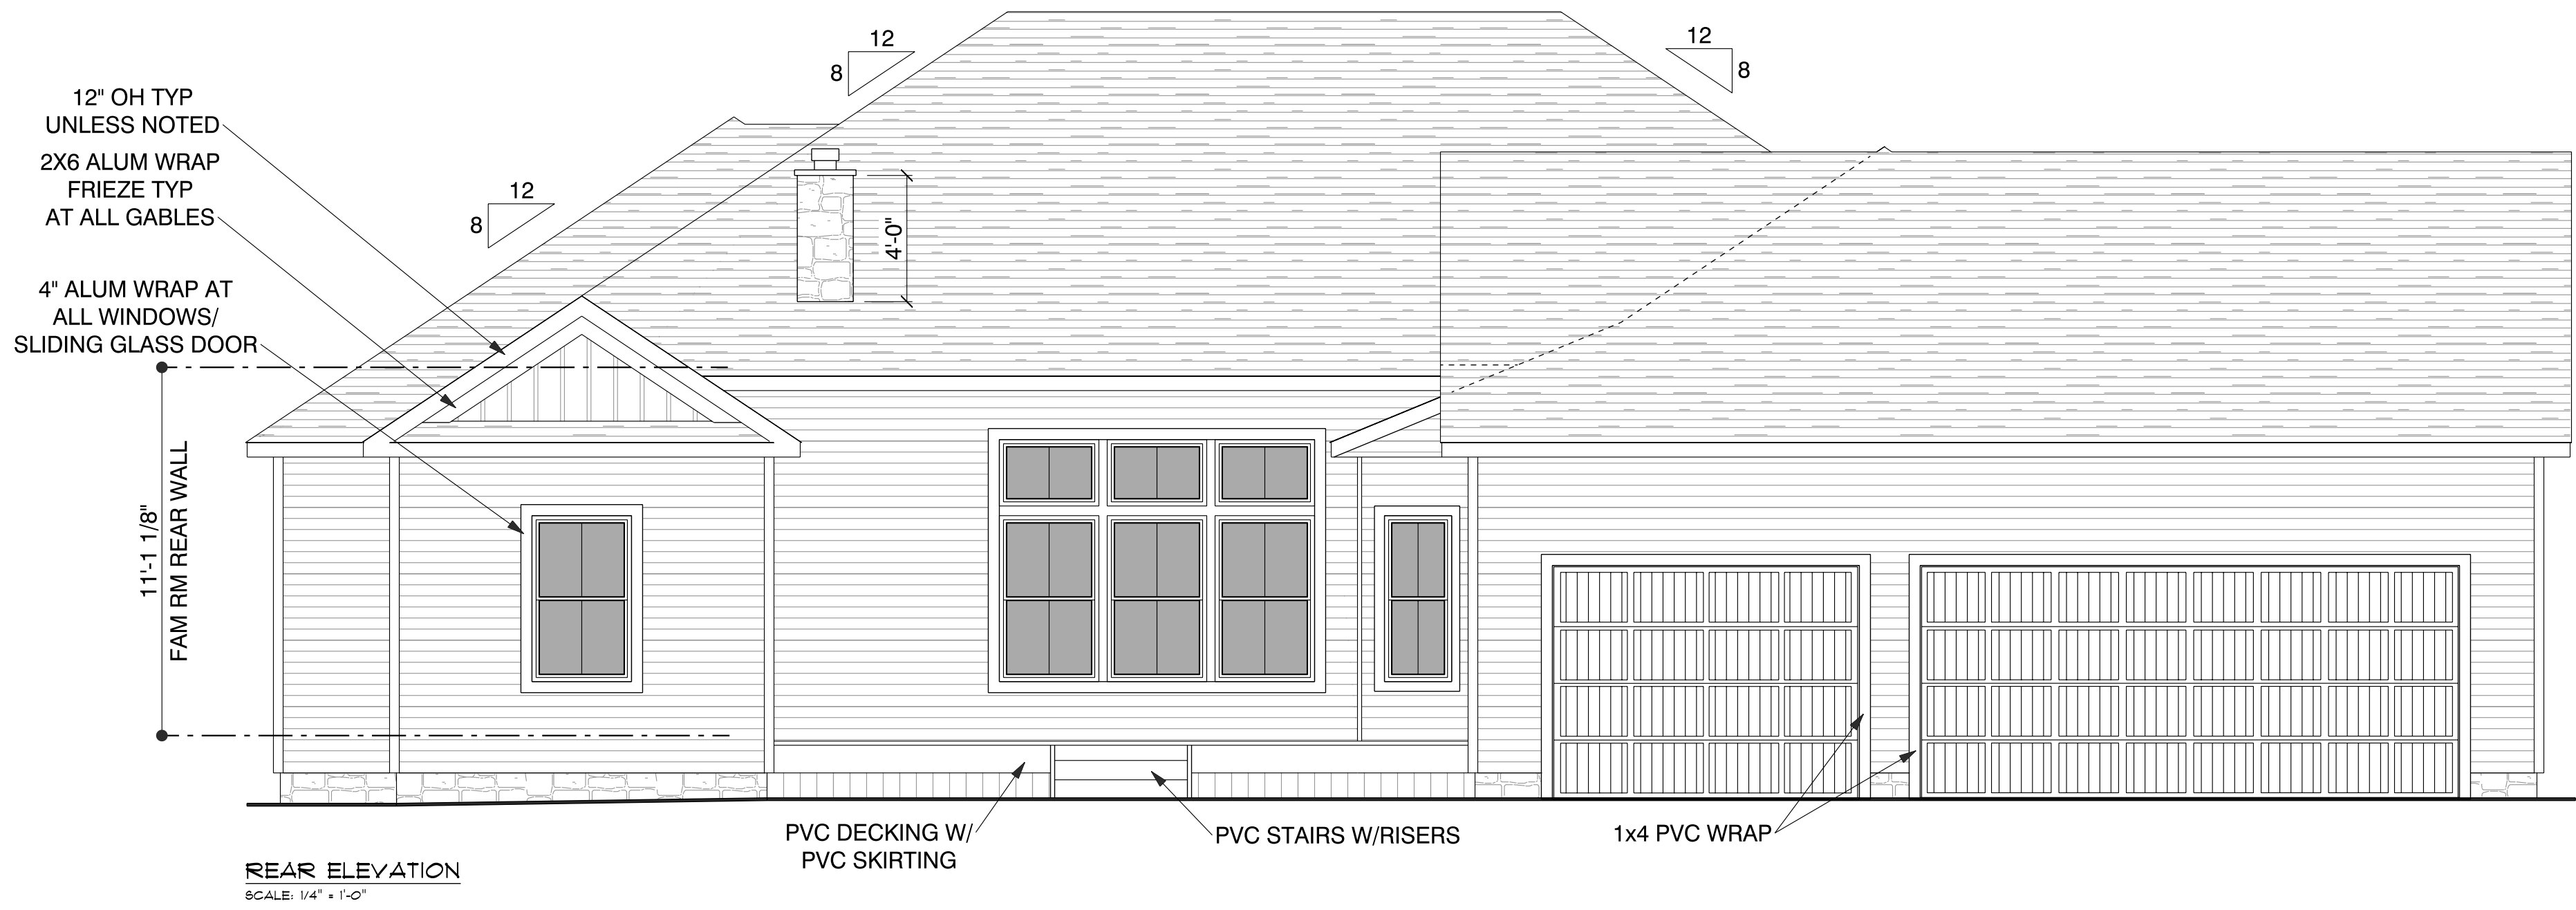 12
8
12
8
12" OH TYP
UNLESS NOTED
2X6 ALUM WRAP
FRIEZE TYP
AT ALL GABLES
12
8
4'-0"
4" ALUM WRAP AT
ALL WINDOWS/
SLIDING GLASS DOOR
11'-1 1/8"
FAM RM REAR WALL
PVC DECKING W/
PVC SKIRTING
PVC STAIRS W/RISERS
1x4 PVC WRAP
REAR ELEVATION
SCALE: 1/4" = 1'-0"